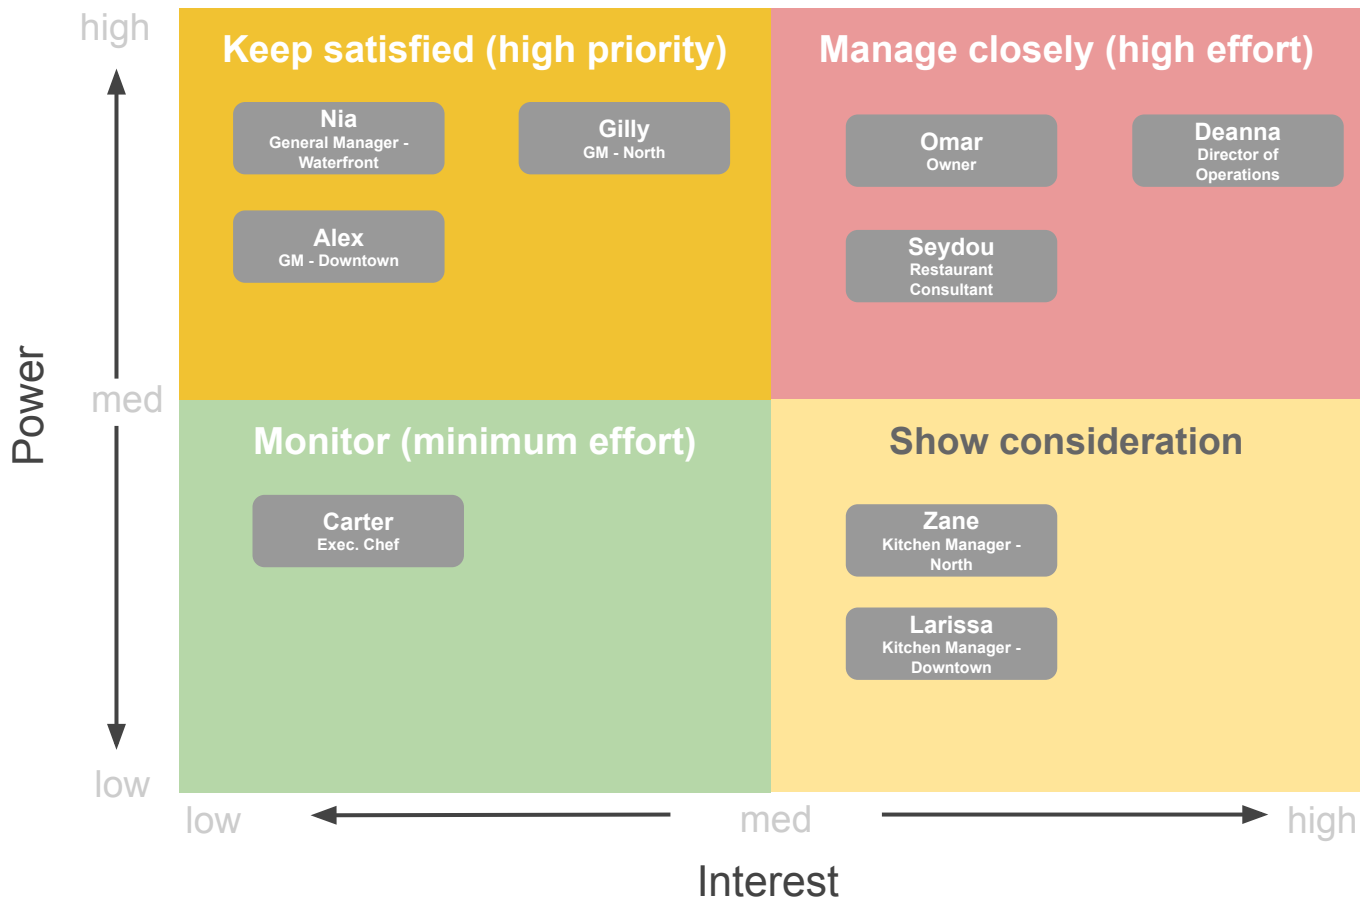 high
Keep satisfied (high priority)
Manage closely (high effort)
Nia
General Manager -
Waterfront
Gilly
GM - North
Omar
Owner
Deanna
Director of
Operations
Alex
GM - Downtown
Seydou
Restaurant
Consultant
Power
med
Monitor (minimum effort)
Show consideration
Carter
Exec. Chef
Zane
Kitchen Manager -
North
Larissa
Kitchen Manager -
Downtown
low
low
med
high
Interest